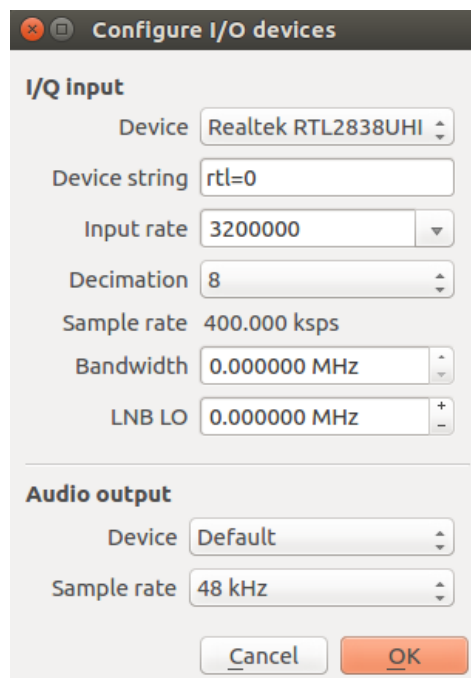 Configure I/O devices
I/Q input
Device Realtek RTL2838UHI
Device string rtl=0
Input rate 3200000
Decimation 8
Sample rate 400.000 ksps
Bandwidth 0.000000 MHz
LNB LO 0.000000 MHz
Audio output
Device Default
Sample rate 48 kHz
Cancel OK